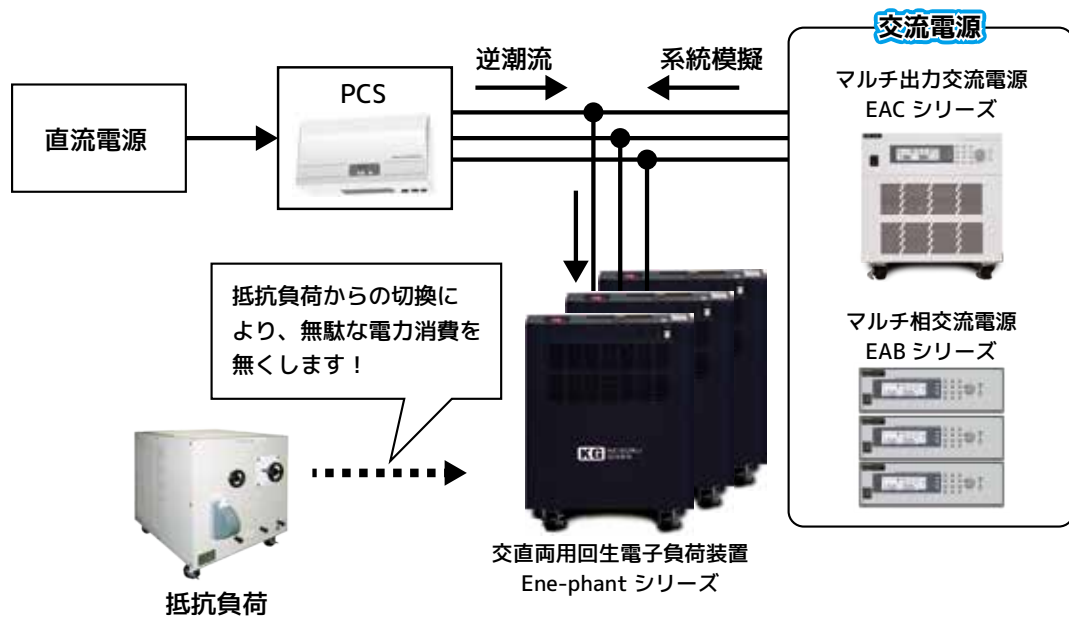 交流電源
逆潮流
系統模擬
マルチ出力交流電源
EAC シリーズ
PCS
直流電源
抵抗負荷からの切換に
より、無駄な電力消費を
無くします！
マルチ相交流電源
EAB シリーズ
KG
交直両用回生電子負荷装置
Ene-phant シリーズ
抵抗負荷